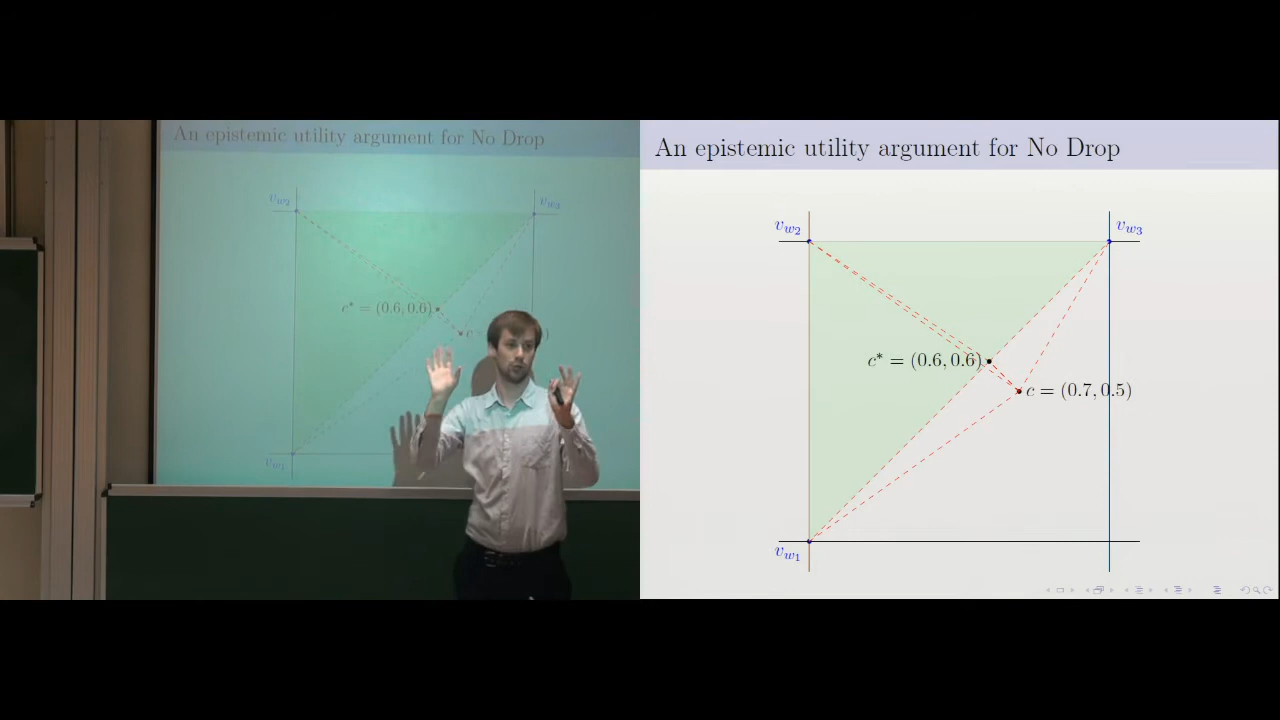 An epistemic utility argument for No Drop
v_{w_2}
v_{w_3}
c* = (0.6, 0.6)
c
v_{w_1}
An epistemic utility argument for No Drop
v_{w_2}
v_{w_3}
c* = (0.6, 0.6)
c = (0.7, 0.5)
v_{w_1}